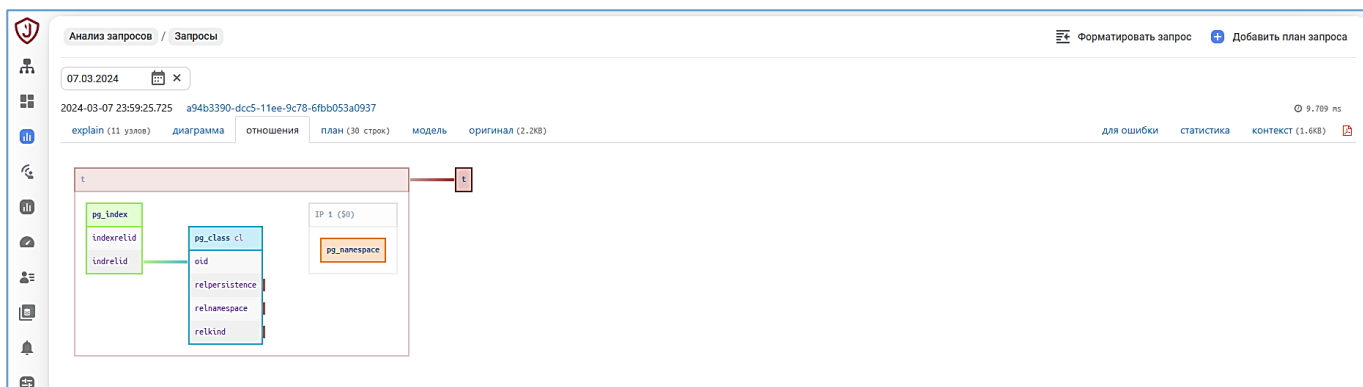 Анализ запросов / Запросы
Форматировать запрос
Добавить план запроса
07.03.2024
2024-03-07 23:59:25.725 a94b3390-dcc5-11ee-9c78-6fbb053a0937
9.709 ms
explain (11 узлов) диаграмма отношения план (30 строк) модель оригинал (2.2KB) для ошибки статистика контекст (1.6KB)
t
t
pg_index
indexrelid
indrelid
pg_class cl
oid
relpersistence
relnamespace
relkind
IP 1 ($0)
pg_namespace